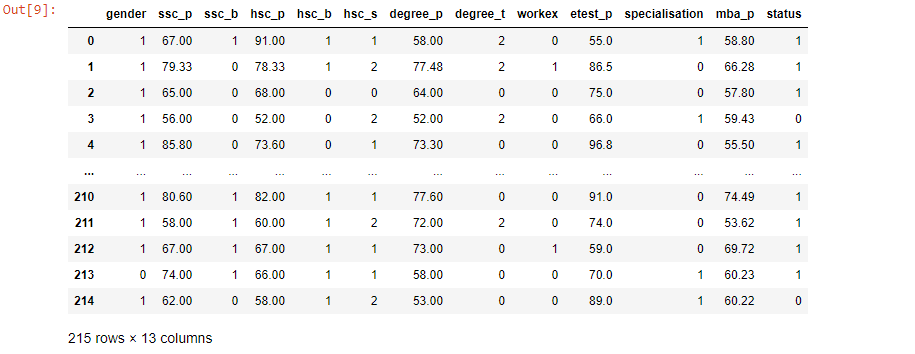 Out[9]:
gender ssc_p ssc_b hsc_p hsc_b hsc_s degree_p degree_t workex etest_p specialisation mba_p status
0 1 67.00 1 91.00 1 1 58.00 2 0 55.0 1 58.80 1
1 1 79.33 0 78.33 1 2 77.48 2 1 86.5 0 66.28 1
2 1 65.00 0 68.00 0 0 64.00 0 0 75.0 0 57.80 1
3 1 56.00 0 52.00 0 2 52.00 2 0 66.0 1 59.43 0
4 1 85.80 0 73.60 0 1 73.30 0 0 96.8 0 55.50 1
... ... ... ... ... ... ... ... ... ... ... ... ... ...
210 1 80.60 1 82.00 1 1 77.60 0 0 91.0 0 74.49 1
211 1 58.00 1 60.00 1 2 72.00 2 0 74.0 0 53.62 1
212 1 67.00 1 67.00 1 1 73.00 0 1 59.0 0 69.72 1
213 0 74.00 1 66.00 1 1 58.00 0 0 70.0 1 60.23 1
214 1 62.00 0 58.00 1 2 53.00 0 0 89.0 1 60.22 0
215 rows × 13 columns